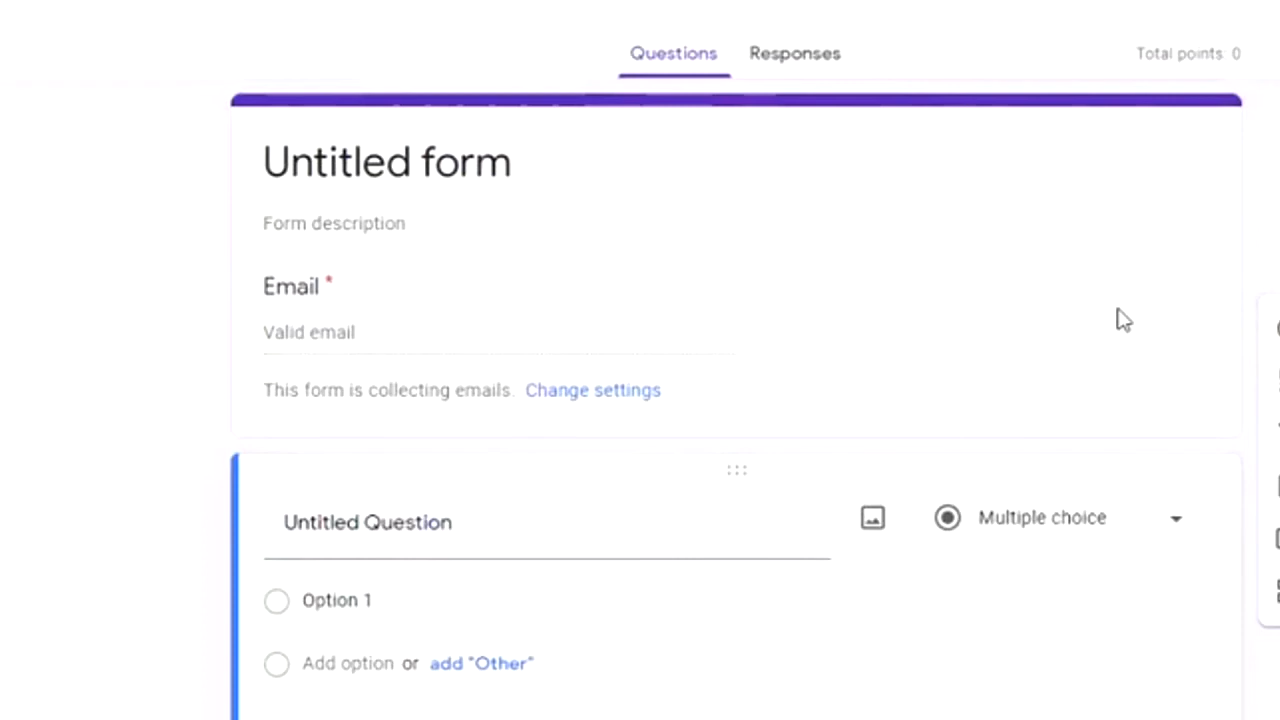 Questions Responses Total points: 0
Untitled form
Form description
Email *
Valid email
This form is collecting emails. Change settings
Untitled Question
Multiple choice
Option 1
Add option or add "Other"